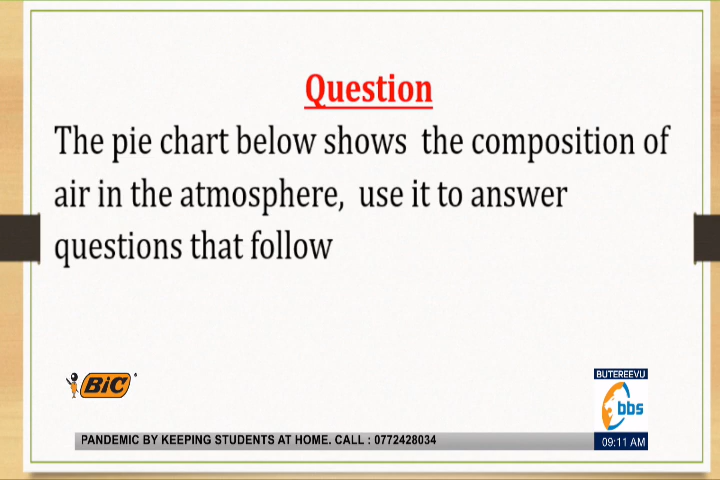 Question
The pie chart below shows the composition of
air in the atmosphere, use it to answer
questions that follow
BiC
BUTEREEVU
bbs
PANDEMIC BY KEEPING STUDENTS AT HOME. CALL : 0772428034
09:11 AM